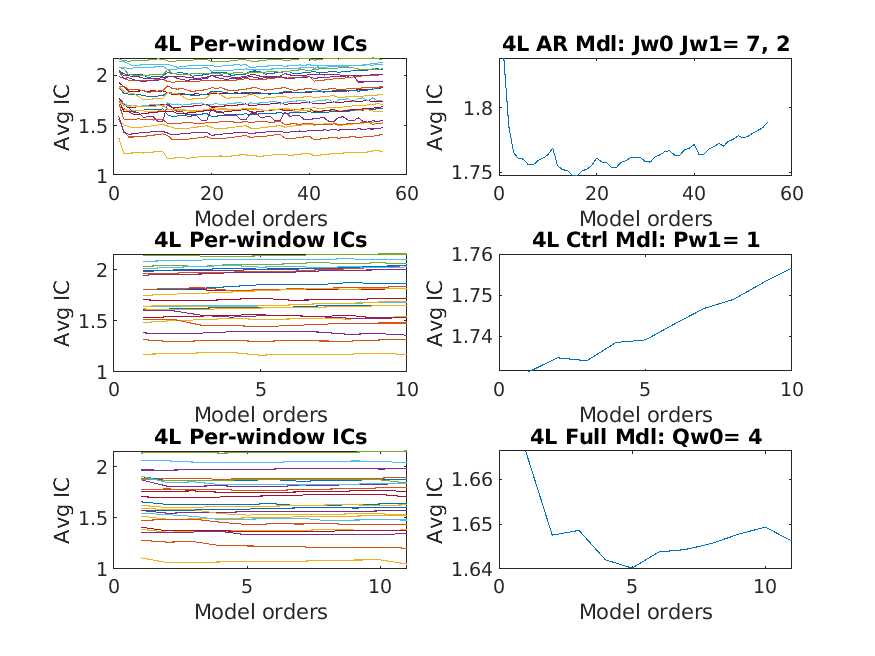 4L Per-window ICs
4L AR Mdl: Jw0 Jw1= 7, 2
Avg IC
2
1.5
1
0
20
40
60
Model orders
Avg IC
1.8
1.75
0
20
40
60
Model orders
4L Per-window ICs
4L Ctrl Mdl: Pw1= 1
Avg IC
2
1.5
1
0
5
10
Model orders
Avg IC
1.76
1.75
1.74
0
5
10
Model orders
4L Per-window ICs
4L Full Mdl: Qw0= 4
Avg IC
2
1.5
1
0
5
10
Model orders
Avg IC
1.66
1.65
1.64
0
5
10
Model orders